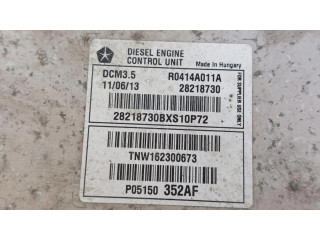 DIESEL ENGINE
CONTROL UNIT
Made in Hungary
DCM3.5 R0414A011A
11/06/13 28218730
28218730BXS10P72
FOR SUPPLIER
USE ONLY
TNW162300673
P05150 352AF